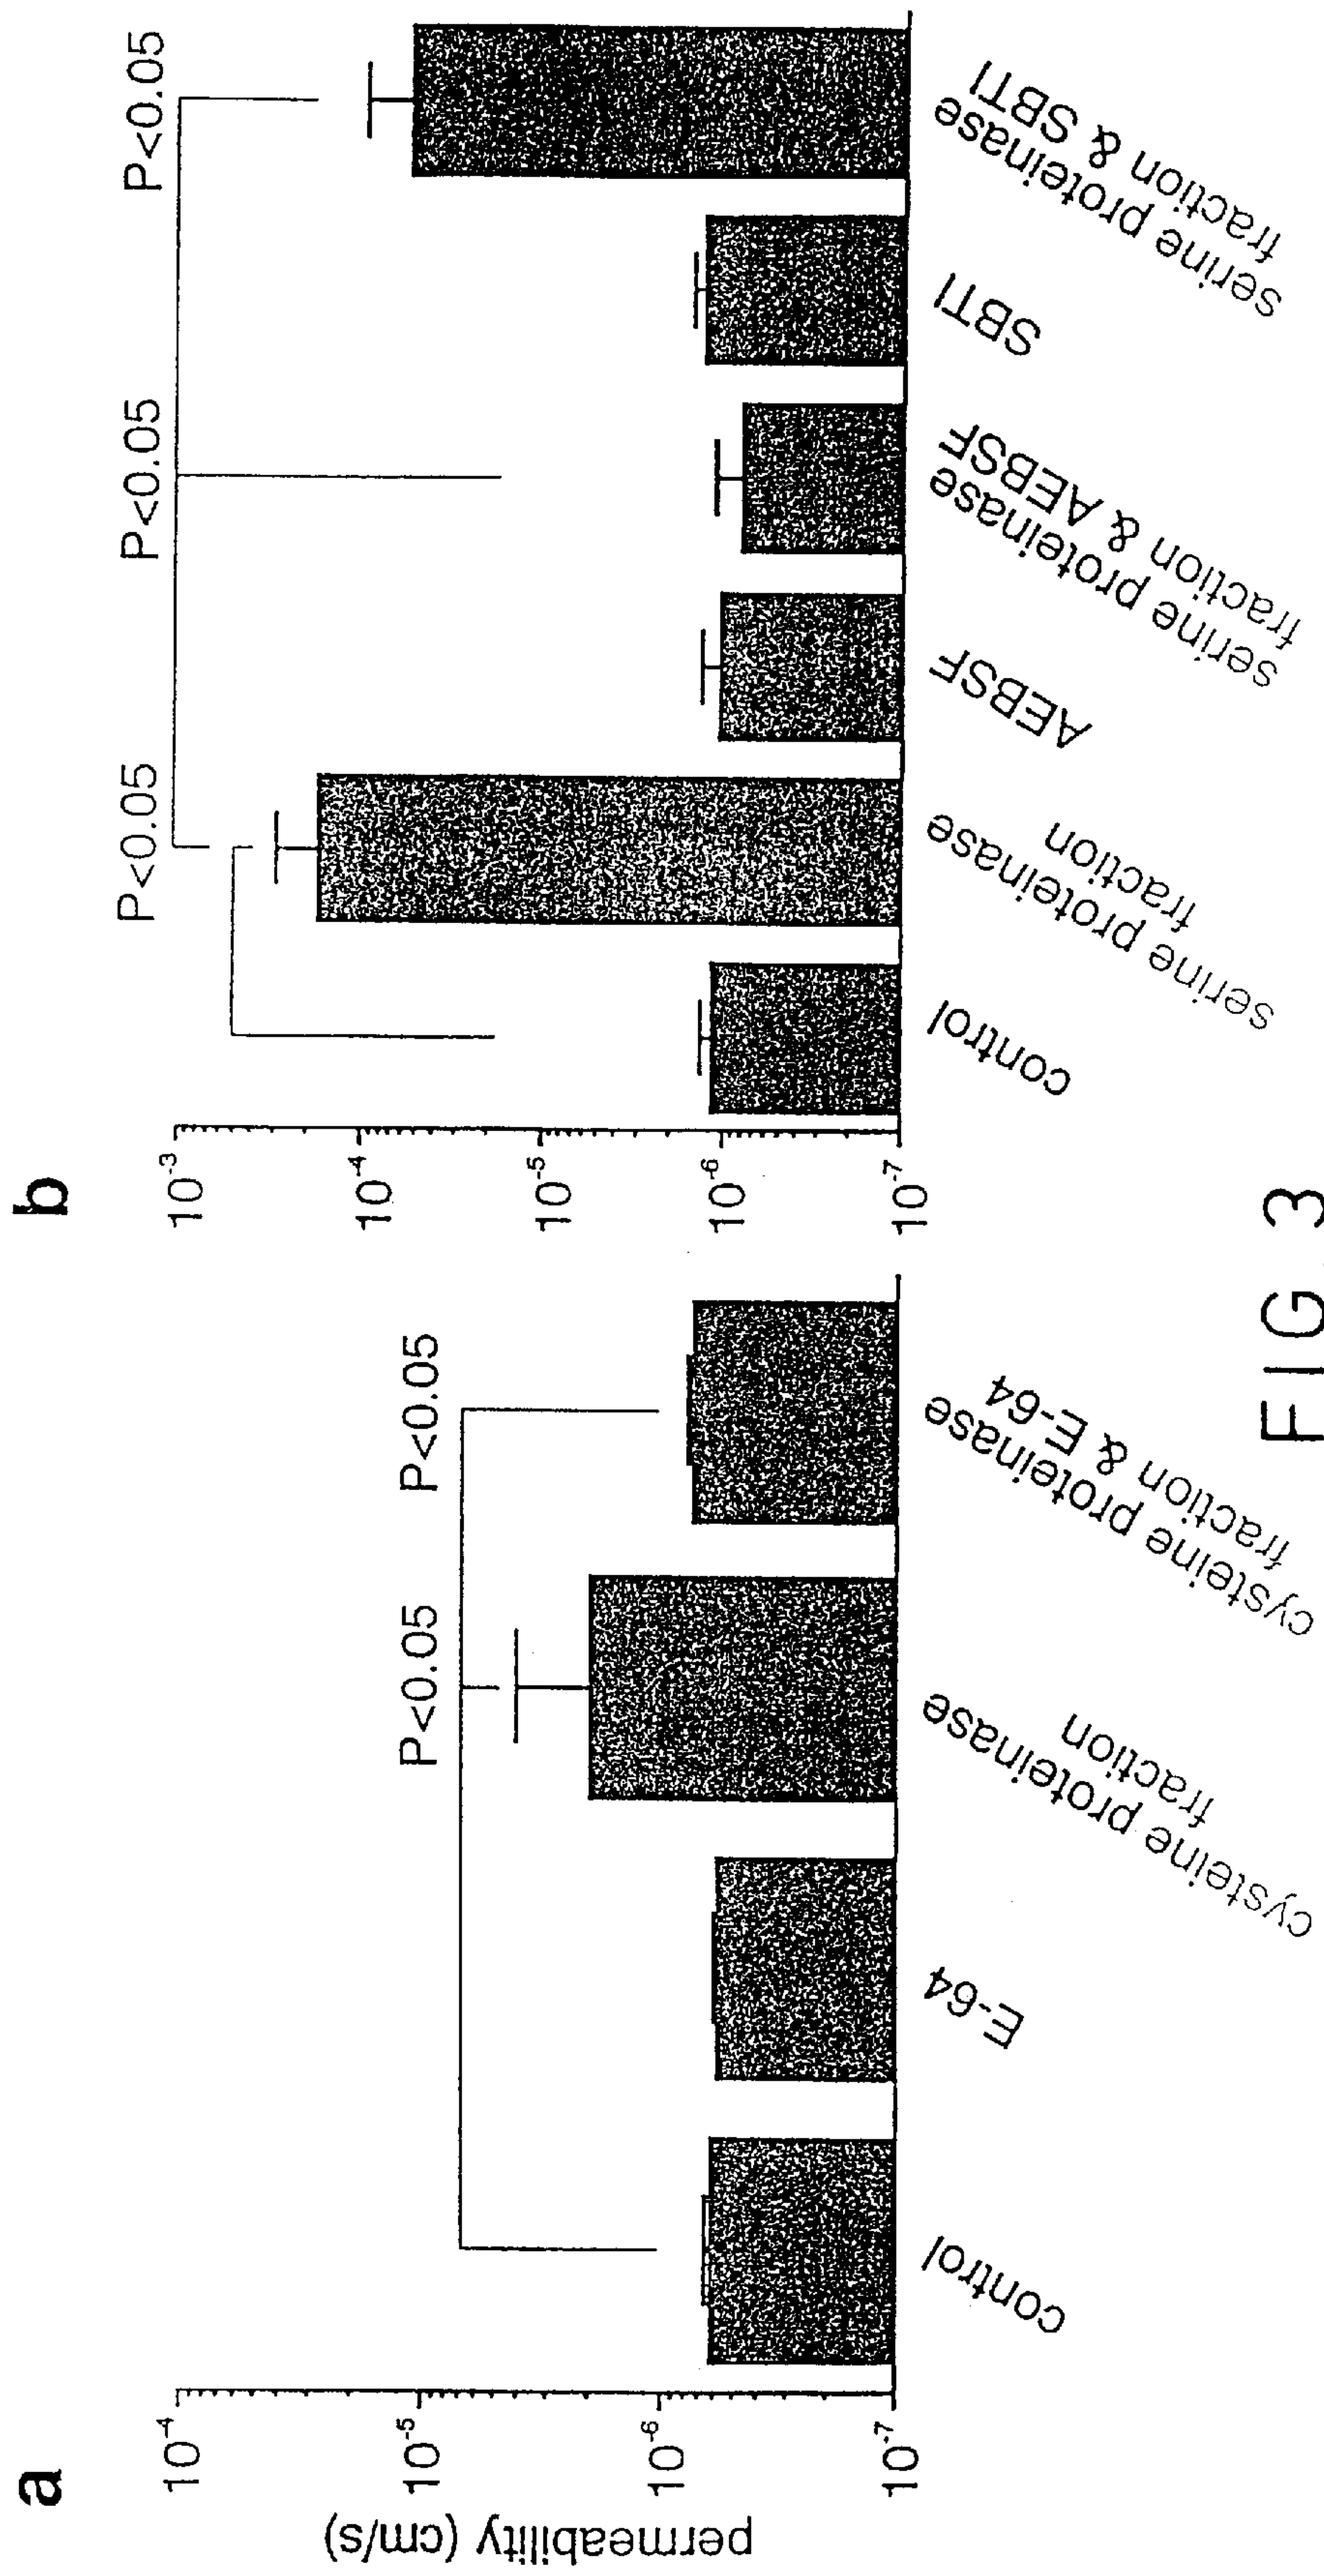 a
permeability (cm/s)
10-4
10-5
10-6
10-7
P<0.05
P<0.05
control
E-64
cysteine proteinase
fraction
cysteine proteinase
fraction & E-64
b
10-3
10-4
10-5
10-6
10-7
P<0.05
P<0.05
P<0.05
control
serine proteinase
fraction
AEBSF
serine proteinase
fraction & AEBSF
SBTI
serine proteinase
fraction & SBTI
FIG. 3